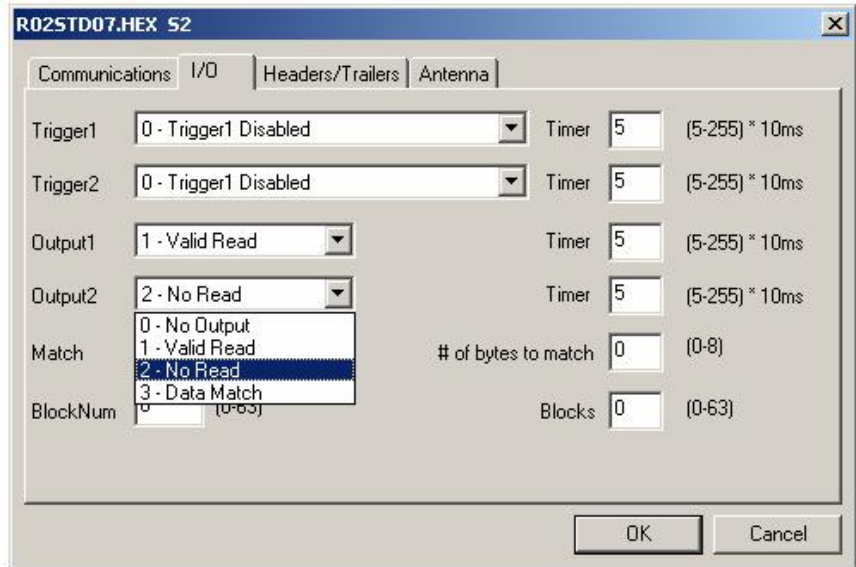 R02STD07.HEX S2
Communications I/O Headers/Trailers Antenna
Trigger1 0 - Trigger1 Disabled Timer 5 (5-255) * 10ms
Trigger2 0 - Trigger1 Disabled Timer 5 (5-255) * 10ms
Output1 1 - Valid Read Timer 5 (5-255) * 10ms
Output2 2 - No Read Timer 5 (5-255) * 10ms
0 - No Output
1 - Valid Read
Match # of bytes to match 0 (0-8)
2 - No Read
3 - Data Match
BlockNum 0 (0-63) Blocks 0 (0-63)
OK Cancel